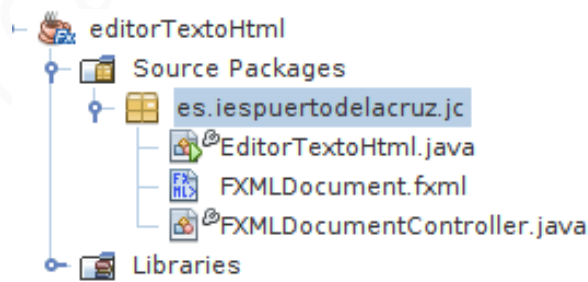 editorTextoHtml
Source Packages
es.iespuertodelacruz.jc
EditorTextoHtml.java
FXMLDocument.fxml
FXMLDocumentController.java
Libraries